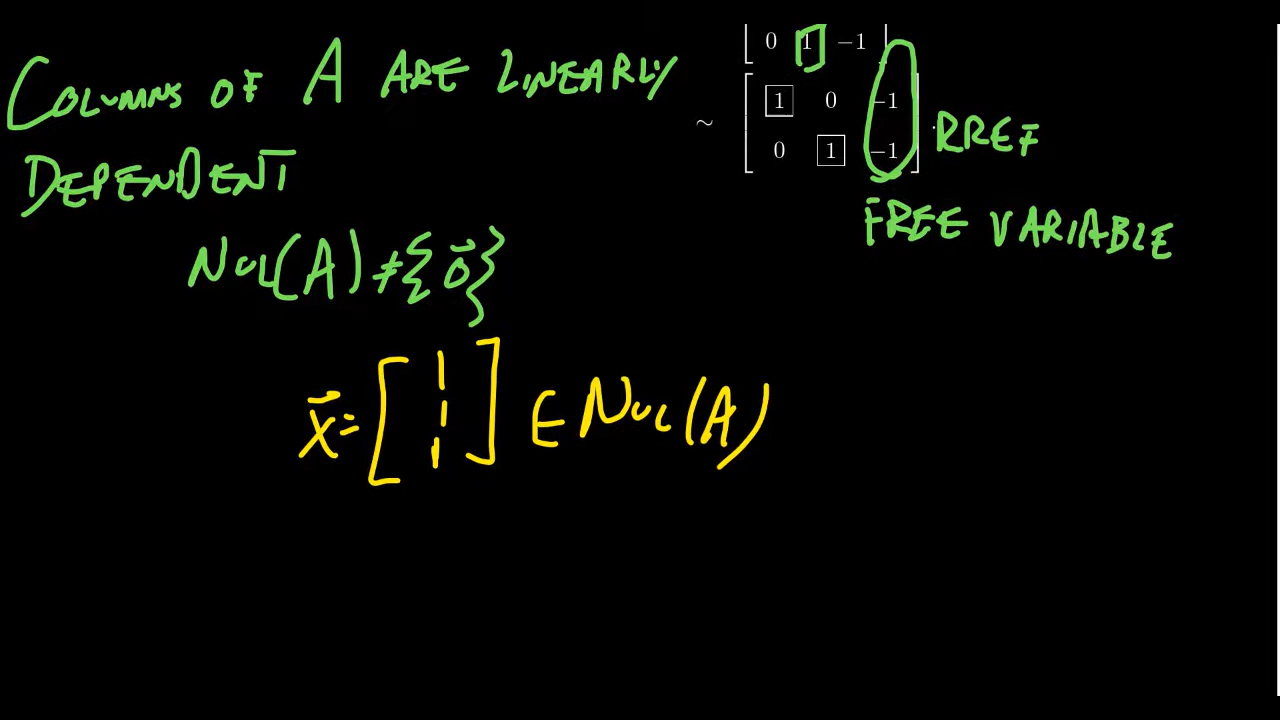 COLUMNS OF A ARE LINEARLY
DEPENDENT
NUL(A) ≠ {0⃗}
x⃗ = [1 1 1] ∈ NUL(A)
[0 1 −1]
~ [1 0 −1
0 1 −1] . RREF
FREE VARIABLE